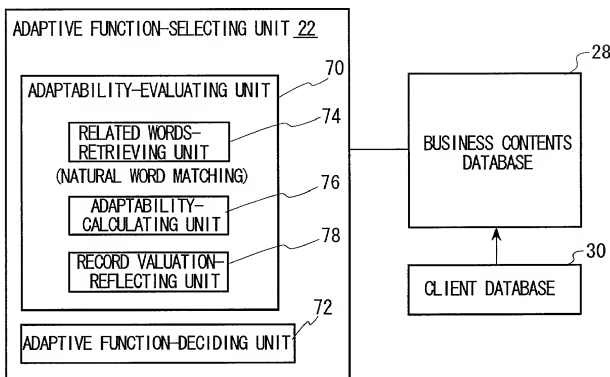 ADAPTIVE FUNCTION-SELECTING UNIT 22
70
ADAPTABILITY-EVALUATING UNIT
RELATED WORDS-
RETRIEVING UNIT
74
(NATURAL WORD MATCHING)
ADAPTABILITY-
CALCULATING UNIT
76
RECORD VALUATION-
REFLECTING UNIT
78
ADAPTIVE FUNCTION-DECIDING UNIT
72
28
BUSINESS CONTENTS
DATABASE
30
CLIENT DATABASE